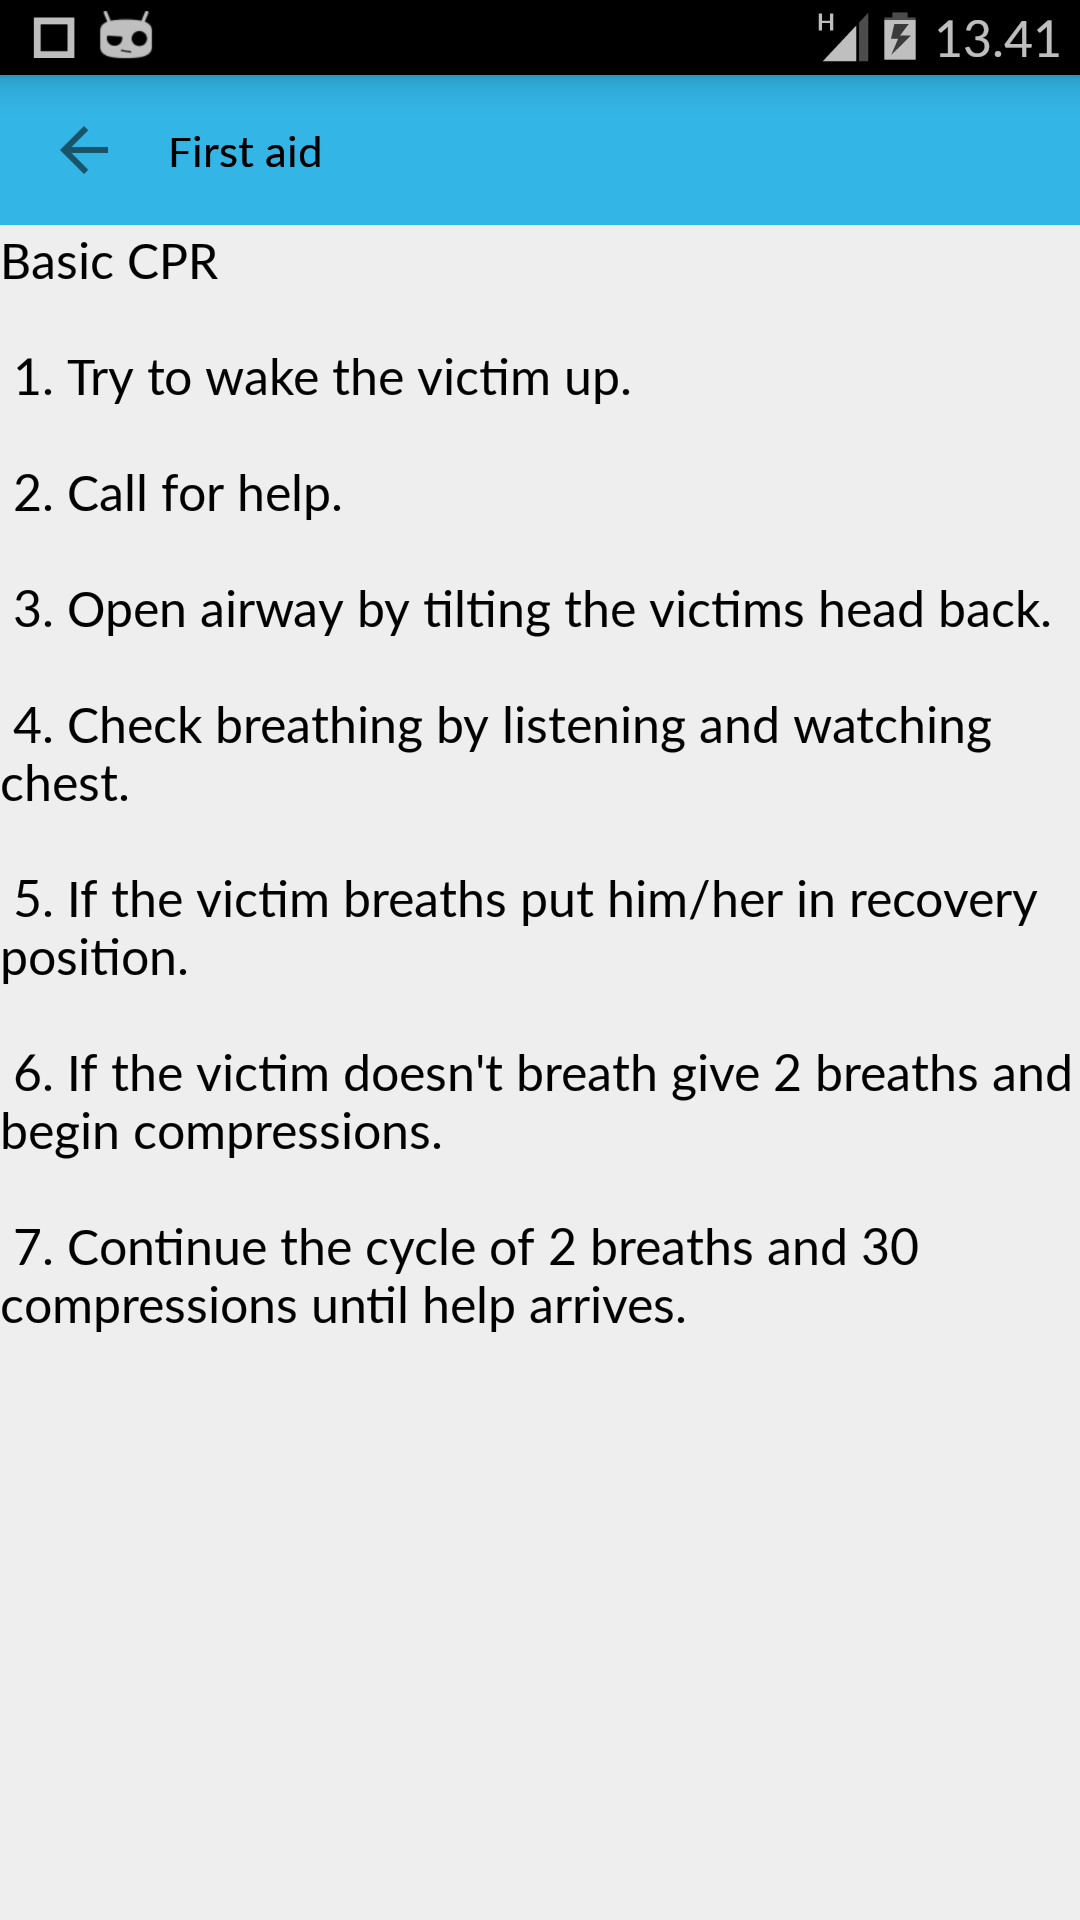 H 13.41
First aid
Basic CPR
1. Try to wake the victim up.
2. Call for help.
3. Open airway by tilting the victims head back.
4. Check breathing by listening and watching
chest.
5. If the victim breaths put him/her in recovery
position.
6. If the victim doesn't breath give 2 breaths and
begin compressions.
7. Continue the cycle of 2 breaths and 30
compressions until help arrives.